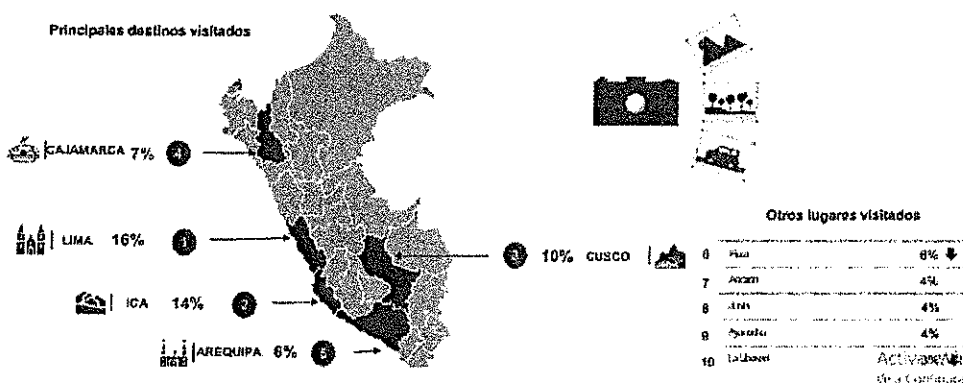 Principales destinos visitados
CAJAMARCA 7% 4
LIMA 16% 1
ICA 14% 2
AREQUIPA 6% 5
3 10% CUSCO
Otros lugares visitados
6 Piura 6%
7 4%
8 4%
9 4%
10